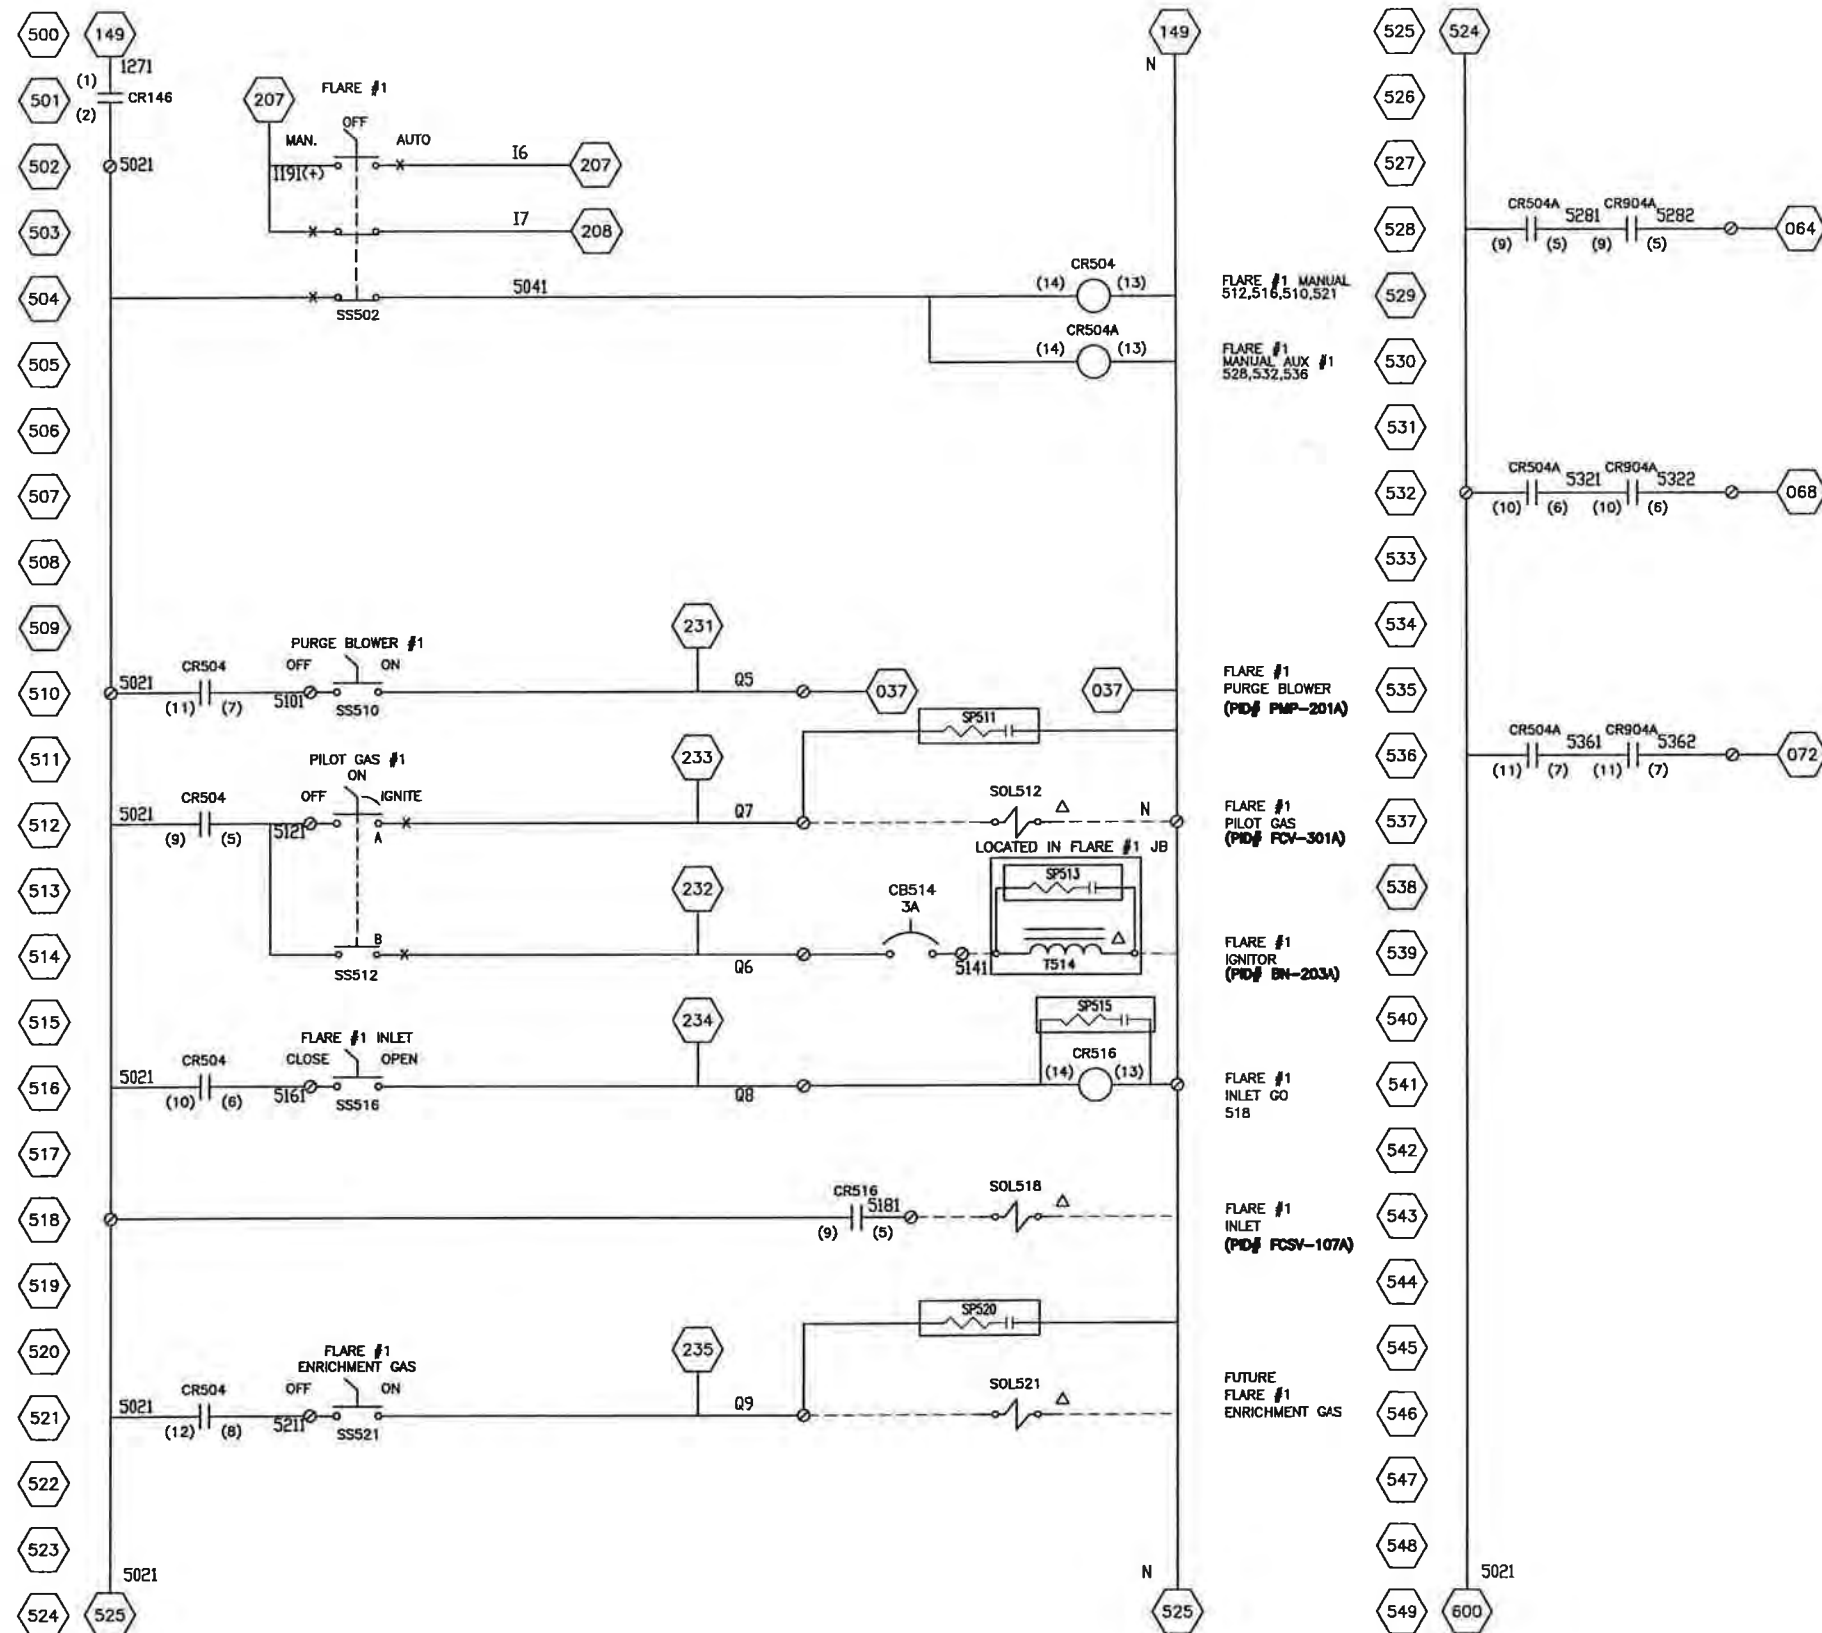 500 149 149 525 524
1271 N
(1)
501 CR146 207 FLARE #1 526
(2)
OFF
MAN. AUTO
502 5021 I191(+) I6 207 527
503 I7 208 528 CR504A 5281 CR904A 5282 064
(9) (5) (9) (5)
504 5041 CR504 FLARE #1 MANUAL 529
(14) (13) 512,516,510,521
SS502
CR504A
505 (14) (13) FLARE #1 530
MANUAL AUX #1
528,532,536
506 531
507 532 CR504A 5321 CR904A 5322 068
(10) (6) (10) (6)
508 533
509 231 534
PURGE BLOWER #1
CR504 OFF ON FLARE #1
510 5021 5101 Q5 037 037 PURGE BLOWER 535
(11) (7) SS510 (PID# PMP-201A)
SP511
511 PILOT GAS #1 233 536 CR504A 5361 CR904A 5362 072
ON (11) (7) (11) (7)
CR504 OFF IGNITE SOL512 FLARE #1
512 5021 5121 A Q7 N PILOT GAS 537
(9) (5) (PID# FCV-301A)
LOCATED IN FLARE #1 JB
513 232 CB514 SP513 538
3A
514 B Q6 5141 T514 FLARE #1 539
SS512 IGNITOR
(PID# BN-203A)
515 234 SP515 540
FLARE #1 INLET
CR504 CLOSE OPEN CR516
516 5021 5161 Q8 (14) (13) FLARE #1 541
(10) (6) SS516 INLET GO
518
517 542
518 CR516 5181 SOL518 FLARE #1 543
(9) (5) INLET
(PID# FCSV-107A)
519 544
SP520
520 FLARE #1 235 545
ENRICHMENT GAS
CR504 OFF ON SOL521 FUTURE
521 5021 5211 Q9 FLARE #1 546
(12) (8) SS521 ENRICHMENT GAS
522 547
523 548
5021 N 5021
524 525 525 549 600